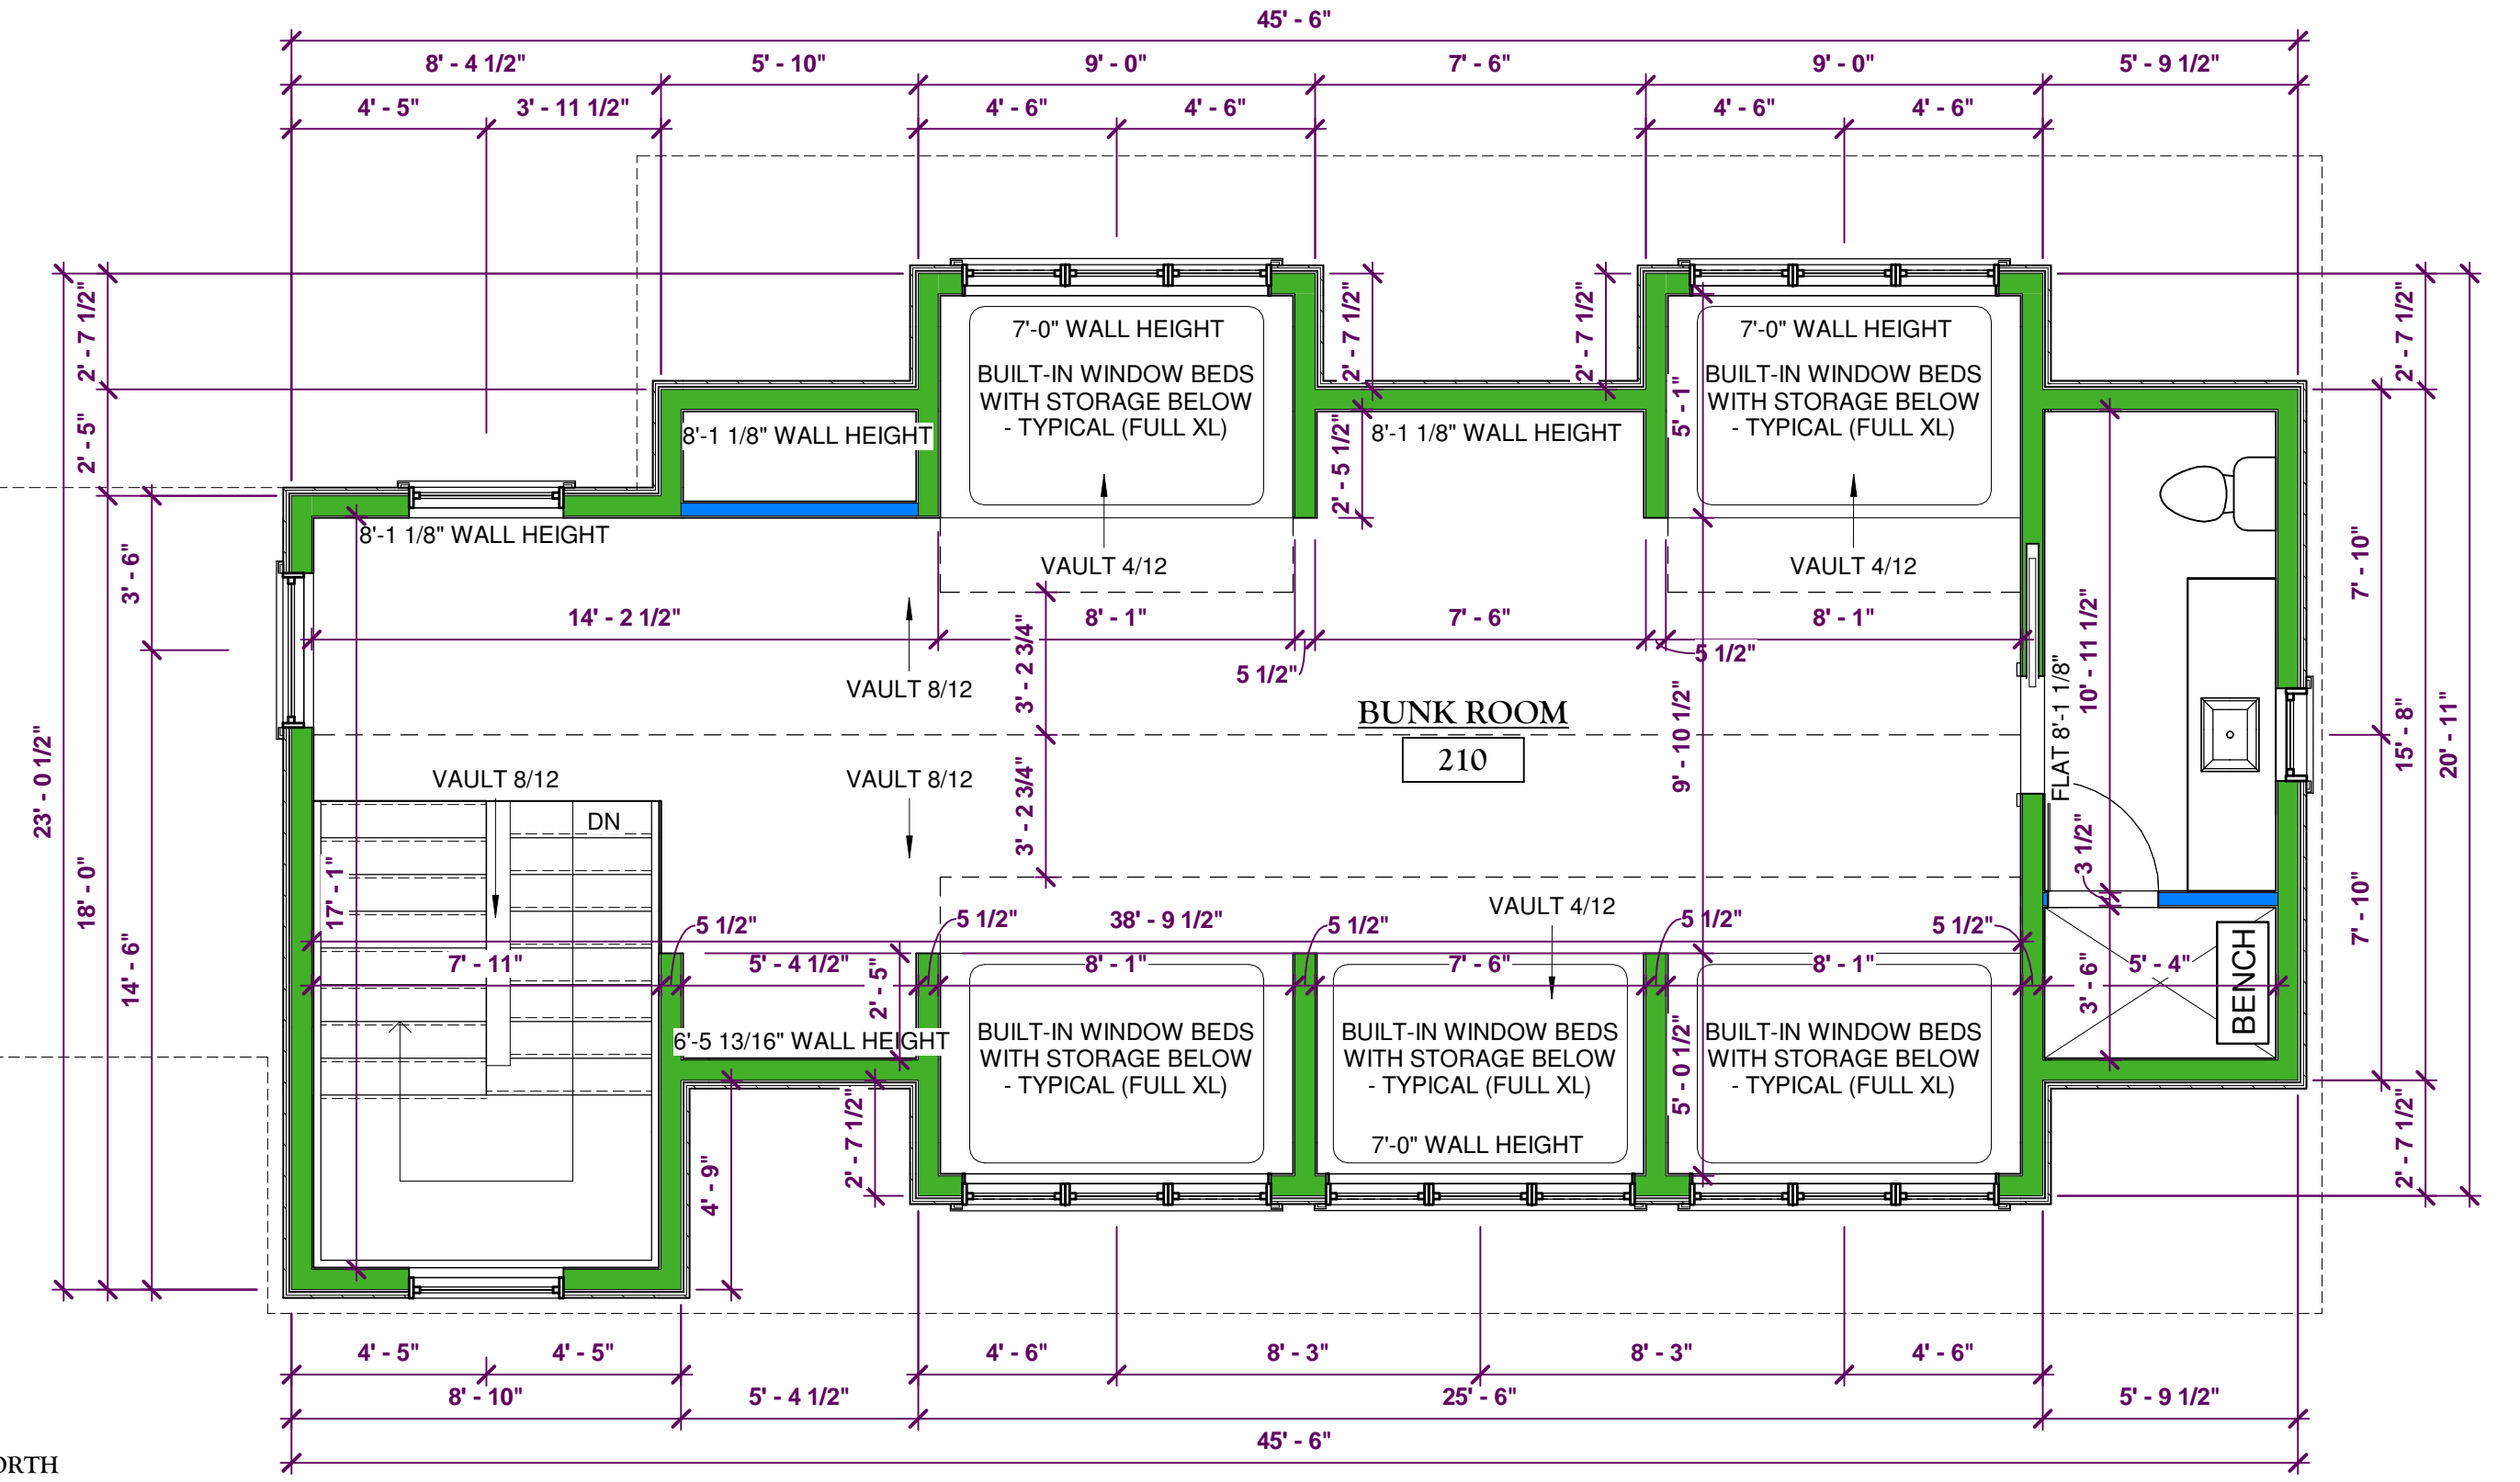 45' - 6"
8' - 4 1/2" 5' - 10" 9' - 0" 7' - 6" 9' - 0" 5' - 9 1/2"
4' - 5" 3' - 11 1/2" 4' - 6" 4' - 6" 4' - 6" 4' - 6"
2' - 7 1/2"
2' - 5"
3' - 6"
23' - 0 1/2"
18' - 0"
14' - 6"
7'-0" WALL HEIGHT
BUILT-IN WINDOW BEDS
WITH STORAGE BELOW
- TYPICAL (FULL XL)
2' - 7 1/2"
2' - 7 1/2"
7'-0" WALL HEIGHT
BUILT-IN WINDOW BEDS
WITH STORAGE BELOW
- TYPICAL (FULL XL)
5' - 1"
2' - 7 1/2"
8'-1 1/8" WALL HEIGHT
8'-1 1/8" WALL HEIGHT
2' - 5 1/2"
8'-1 1/8" WALL HEIGHT
VAULT 4/12
VAULT 4/12
14' - 2 1/2" 8' - 1" 7' - 6" 8' - 1"
5 1/2"
5 1/2"
3' - 2 3/4"
VAULT 8/12
BUNK ROOM
210
9' - 10 1/2"
FLAT 8'-1 1/8"
10' - 11 1/2"
7' - 10"
15' - 8"
20' - 11"
VAULT 8/12
VAULT 8/12
3' - 2 3/4"
DN
17' - 1"
3 1/2"
VAULT 4/12
5 1/2"
5 1/2"
38' - 9 1/2"
5 1/2"
5 1/2"
5 1/2"
7' - 10"
7' - 11" 5' - 4 1/2" 8' - 1" 7' - 6" 8' - 1" 5' - 4"
2' - 5"
3' - 6"
BENCH
6'-5 13/16" WALL HEIGHT
BUILT-IN WINDOW BEDS
WITH STORAGE BELOW
- TYPICAL (FULL XL)
BUILT-IN WINDOW BEDS
WITH STORAGE BELOW
- TYPICAL (FULL XL)
7'-0" WALL HEIGHT
5' - 0 1/2"
BUILT-IN WINDOW BEDS
WITH STORAGE BELOW
- TYPICAL (FULL XL)
2' - 7 1/2"
4' - 9"
2' - 7 1/2"
4' - 5" 4' - 5" 4' - 6" 8' - 3" 8' - 3" 4' - 6"
8' - 10" 5' - 4 1/2" 25' - 6" 5' - 9 1/2"
45' - 6"
ORTH